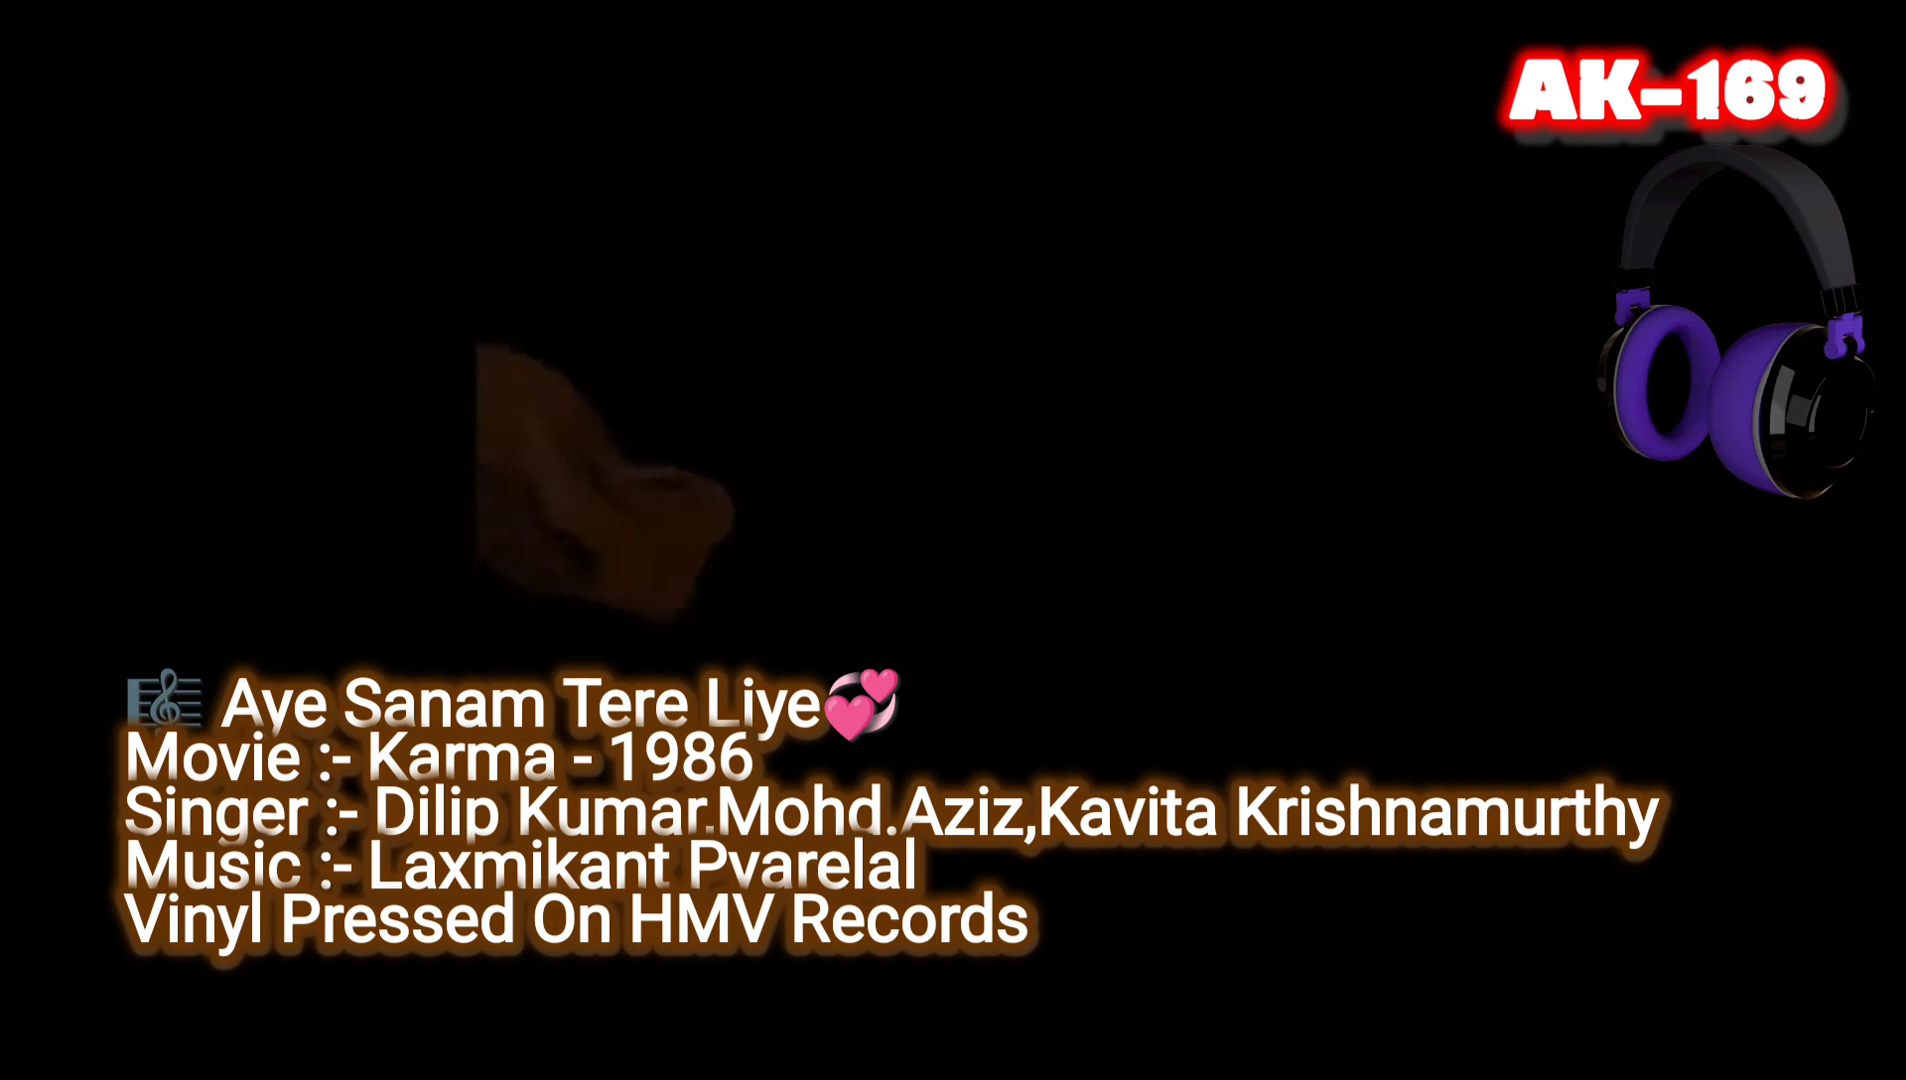 AK-169
🎼 Aye Sanam Tere Liye💞
Movie :- Karma - 1986
Singer :- Dilip Kumar,Mohd.Aziz,Kavita Krishnamurthy
Music :- Laxmikant Pyarelal
Vinyl Pressed On HMV Records